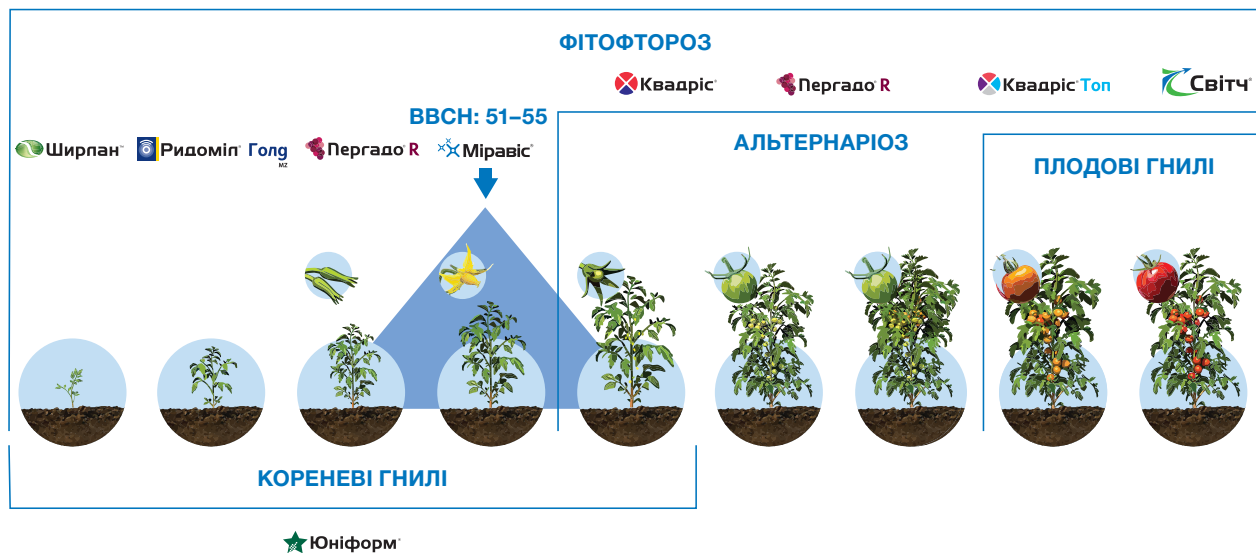 ФІТОФТОРОЗ
Квадріс® Пергадо® R Квадріс® Топ Світч®
ВВСН: 51–55
Ширлан™ Ридоміл® Голд MZ Пергадо® R Міравіс®
АЛЬТЕРНАРІОЗ
ПЛОДОВІ ГНИЛІ
КОРЕНЕВІ ГНИЛІ
Юніформ®